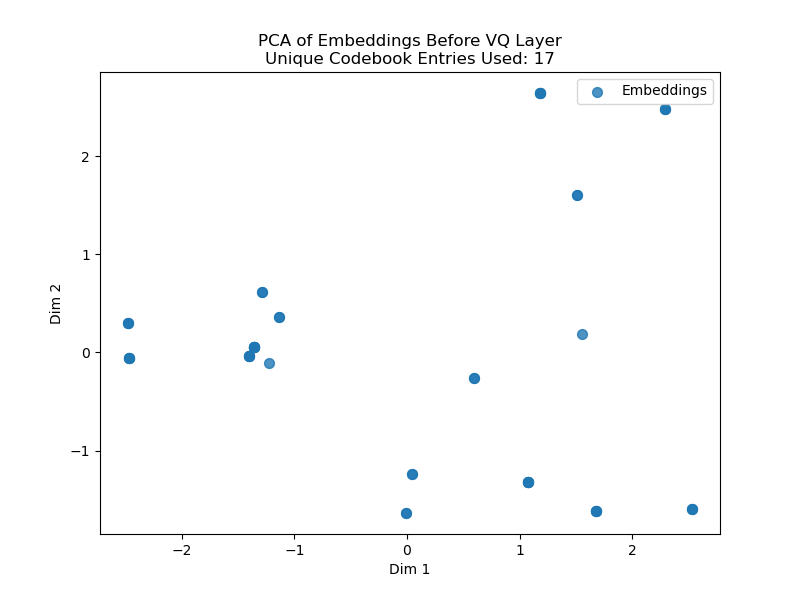 PCA of Embeddings Before VQ Layer
Unique Codebook Entries Used: 17
Embeddings
2
1
0
−1
Dim 2
−2
−1
0
1
2
Dim 1